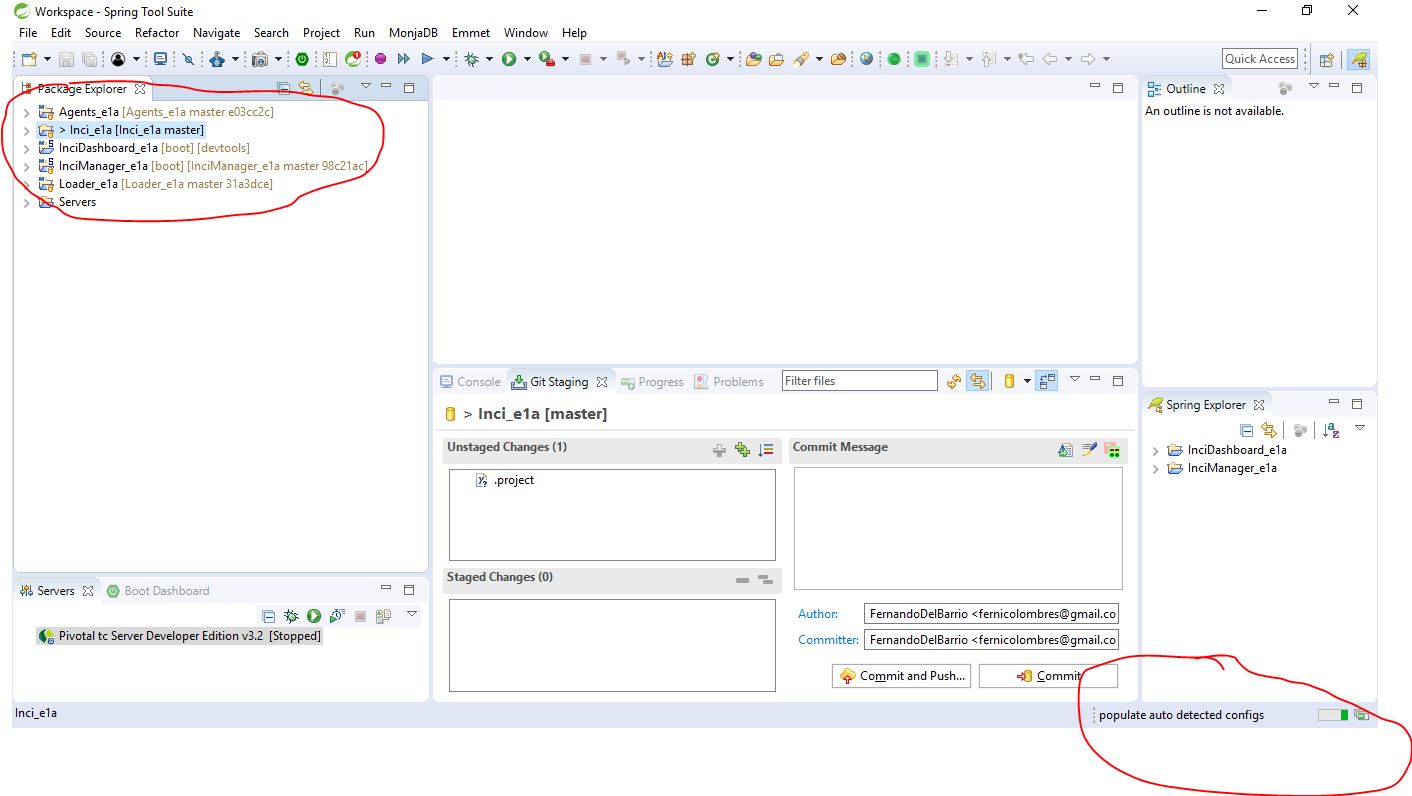 Workspace - Spring Tool Suite
File Edit Source Refactor Navigate Search Project Run MonjaDB Emmet Window Help
Quick Access
Package Explorer
Agents_e1a [Agents_e1a master e03cc2c]
> Inci_e1a [Inci_e1a master]
InciDashboard_e1a [boot] [devtools]
InciManager_e1a [boot] [InciManager_e1a master 98c21ac]
Loader_e1a [Loader_e1a master 31a3dce]
Servers
Outline
An outline is not available.
Console Git Staging Progress Problems Filter files
> Inci_e1a [master]
Unstaged Changes (1)
.project
Staged Changes (0)
Commit Message
Author: FernandoDelBarrio <fernicolombres@gmail.co
Committer: FernandoDelBarrio <fernicolombres@gmail.co
Commit and Push... Commit
Spring Explorer
InciDashboard_e1a
InciManager_e1a
Servers Boot Dashboard
Pivotal tc Server Developer Edition v3.2 [Stopped]
Inci_e1a
populate auto detected configs